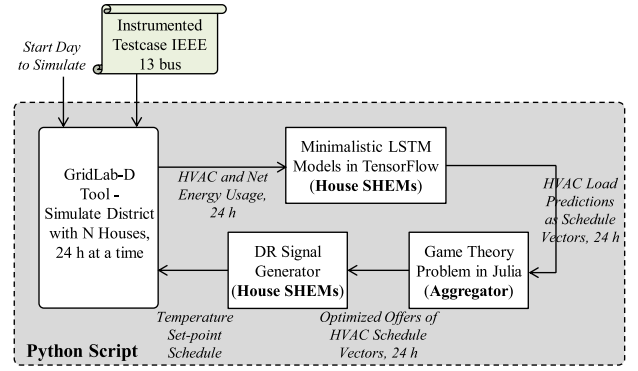 Start Day
to Simulate
Instrumented
Testcase IEEE
13 bus
GridLab-D
Tool -
Simulate District
with N Houses,
24 h at a time
HVAC and Net
Energy Usage,
24 h
Minimalistic LSTM
Models in TensorFlow
(House SHEMs)
HVAC Load
Predictions
as Schedule
Vectors, 24 h
Game Theory
Problem in Julia
(Aggregator)
Optimized Offers of
HVAC Schedule
Vectors, 24 h
DR Signal
Generator
(House SHEMs)
Temperature
Set-point
Schedule
Python Script